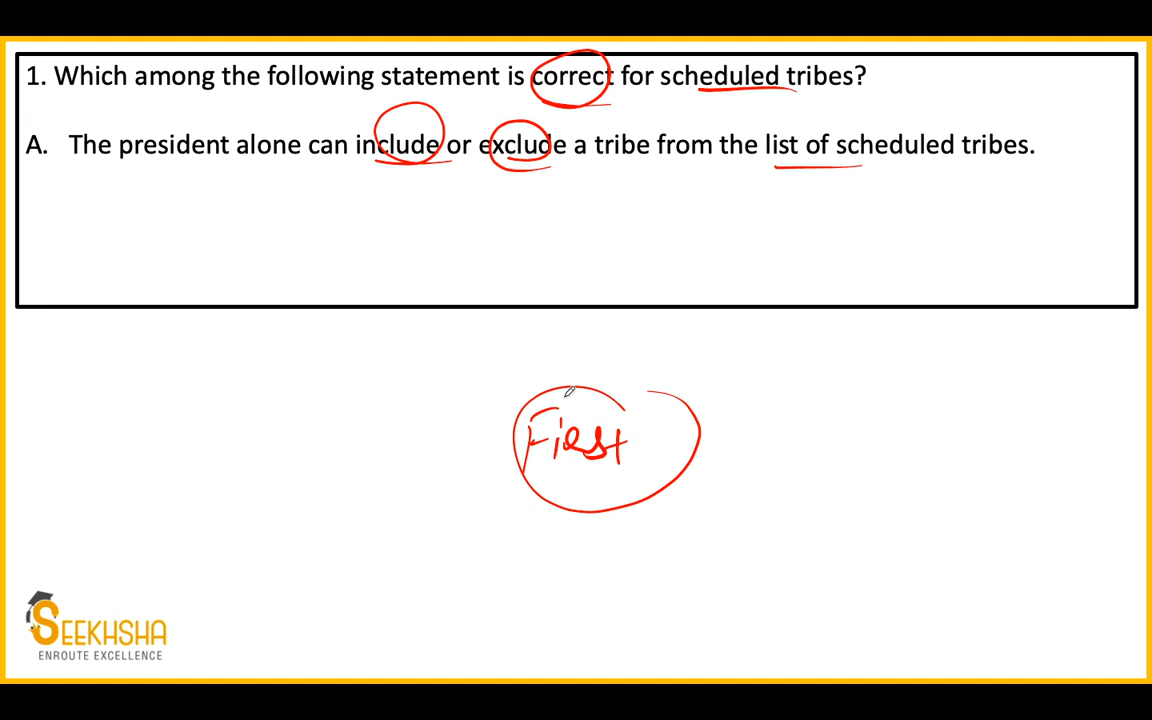 1. Which among the following statement is correct for scheduled tribes?
A. The president alone can include or exclude a tribe from the list of scheduled tribes.
First
SEEKHSHA
ENROUTE EXCELLENCE